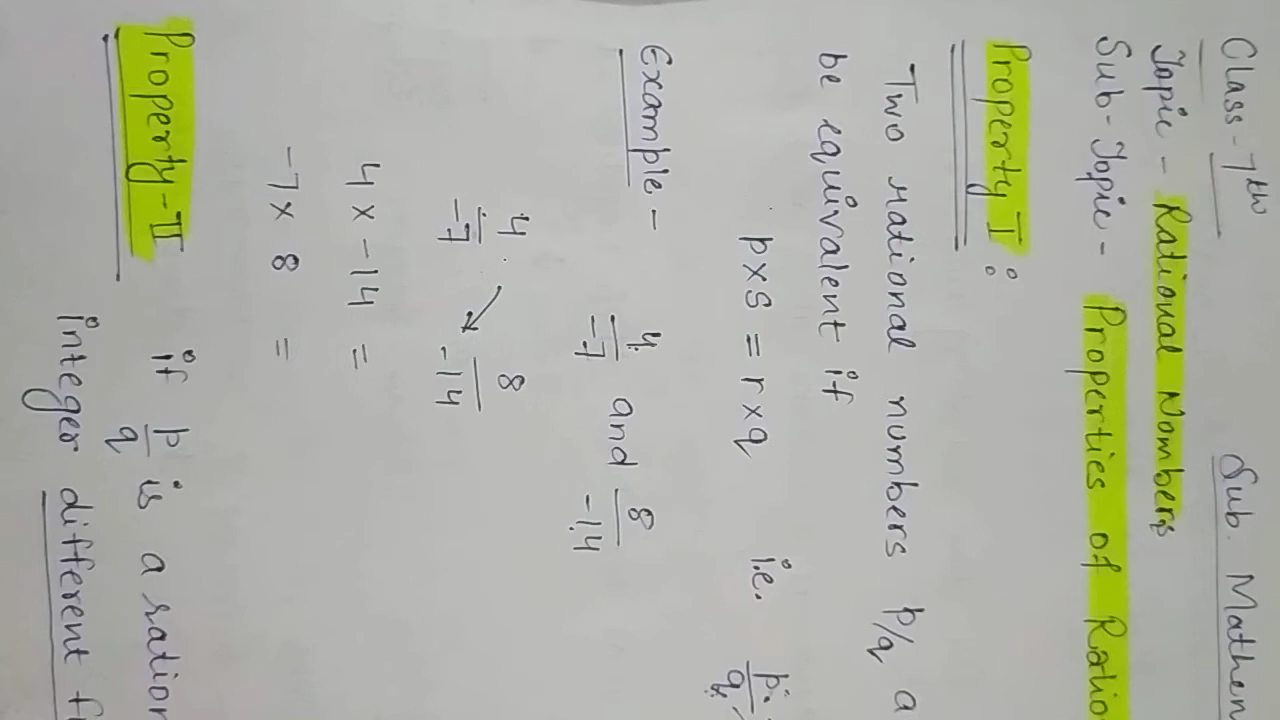 Class - 7th Sub. Mathem
Topic - Rational Nombers
Sub-Topic - Properties of Ratio
Property I :
Two rational numbers p/q a
be equivalent if
p×s = r×q i.e. p/q
Example - 4/-7 and 8/-14
4/-7 → 8/-14
4 × -14 =
-7 × 8 =
Property-II if p/q is a ration
integer different f